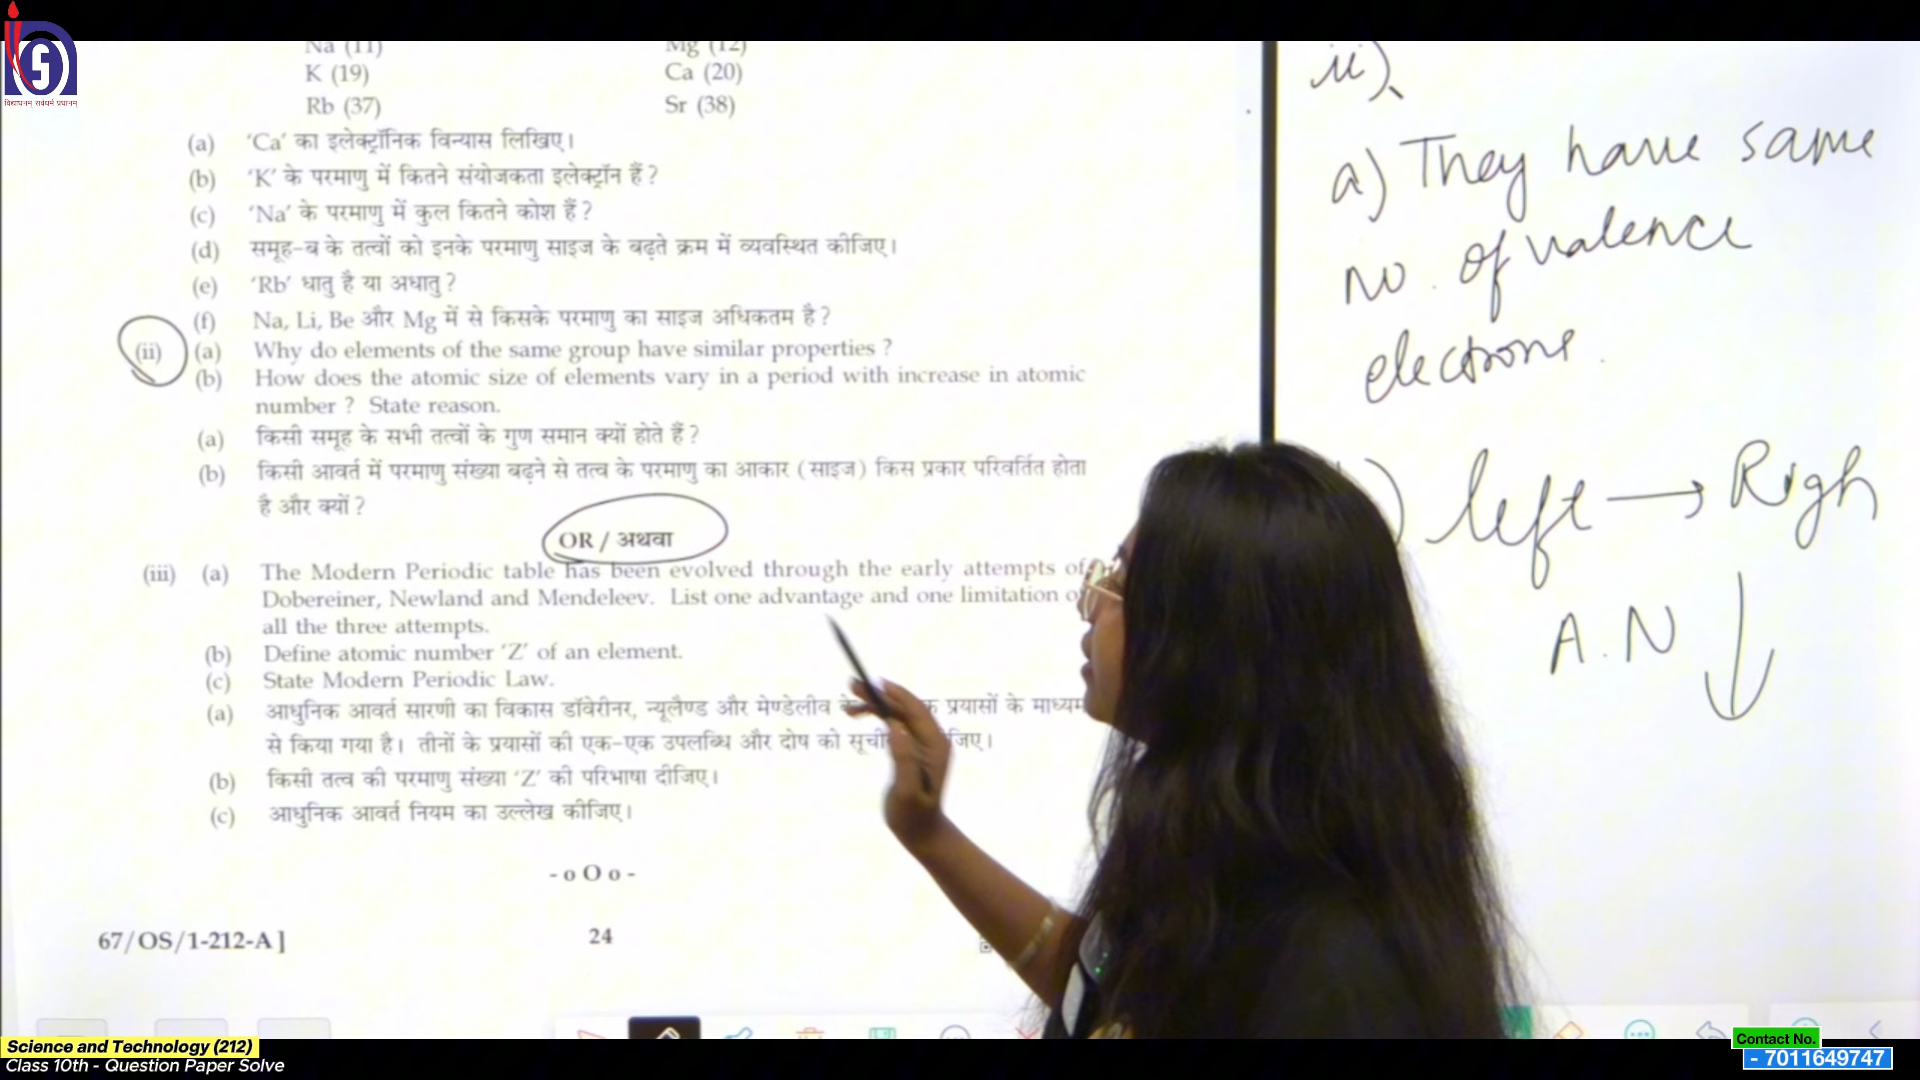 Na (11)
Mg (12)
K (19)
Ca (20)
Rb (37)
Sr (38)
(a) 'Ca' का इलेक्ट्रॉनिक विन्यास लिखिए।
(b) 'K' के परमाणु में कितने संयोजकता इलेक्ट्रॉन हैं?
(c) 'Na' के परमाणु में कुल कितने कोश हैं?
(d) समूह-ब के तत्वों को इनके परमाणु साइज के बढ़ते क्रम में व्यवस्थित कीजिए।
(e) 'Rb' धातु है या अधातु?
(f) Na, Li, Be और Mg में से किसके परमाणु का साइज अधिकतम है?
(ii) (a) Why do elements of the same group have similar properties ?
(b) How does the atomic size of elements vary in a period with increase in atomic
number ? State reason.
(a) किसी समूह के सभी तत्वों के गुण समान क्यों होते हैं?
(b) किसी आवर्त में परमाणु संख्या बढ़ने से तत्व के परमाणु का आकार (साइज) किस प्रकार परिवर्तित होता
है और क्यों?
OR / अथवा
(iii) (a) The Modern Periodic table has been evolved through the early attempts of
Dobereiner, Newland and Mendeleev. List one advantage and one limitation
all the three attempts.
(b) Define atomic number 'Z' of an element.
(c) State Modern Periodic Law.
(a) आधुनिक आवर्त सारणी का विकास डॉबेरीनर, न्यूलैण्ड और मेण्डेलीव प्रयासों के माध्यम
से किया गया है। तीनों के प्रयासों की एक-एक उपलब्धि और दोष को
(b) किसी तत्व की परमाणु संख्या 'Z' की परिभाषा दीजिए।
(c) आधुनिक आवर्त नियम का उल्लेख कीजिए।
-oOo-
67/OS/1-212-A]
24
ii)
a) They have same
no. of valence
electrons.
) left → Righ
A.N ↓
विद्याधनम् सर्वधर्म प्रधानम्
Science and Technology (212)
Class 10th - Question Paper Solve
Contact No.
- 7011649747